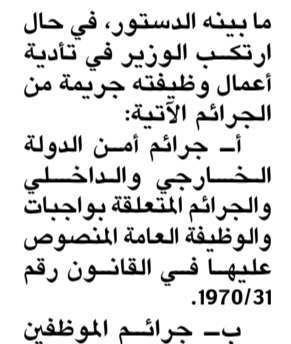 ما بينه الدستور، في حال
ارتكب الوزير في تأدية
أعمال وظيفته جريمة من
الجرائم الآتية:
أ- جرائم أمن الدولة
الخارجي والداخلي
والجرائم المتعلقة بواجبات
والوظيفة العامة المنصوص
عليها في القانون رقم
1970/31.
ب- جرائم الموظفين